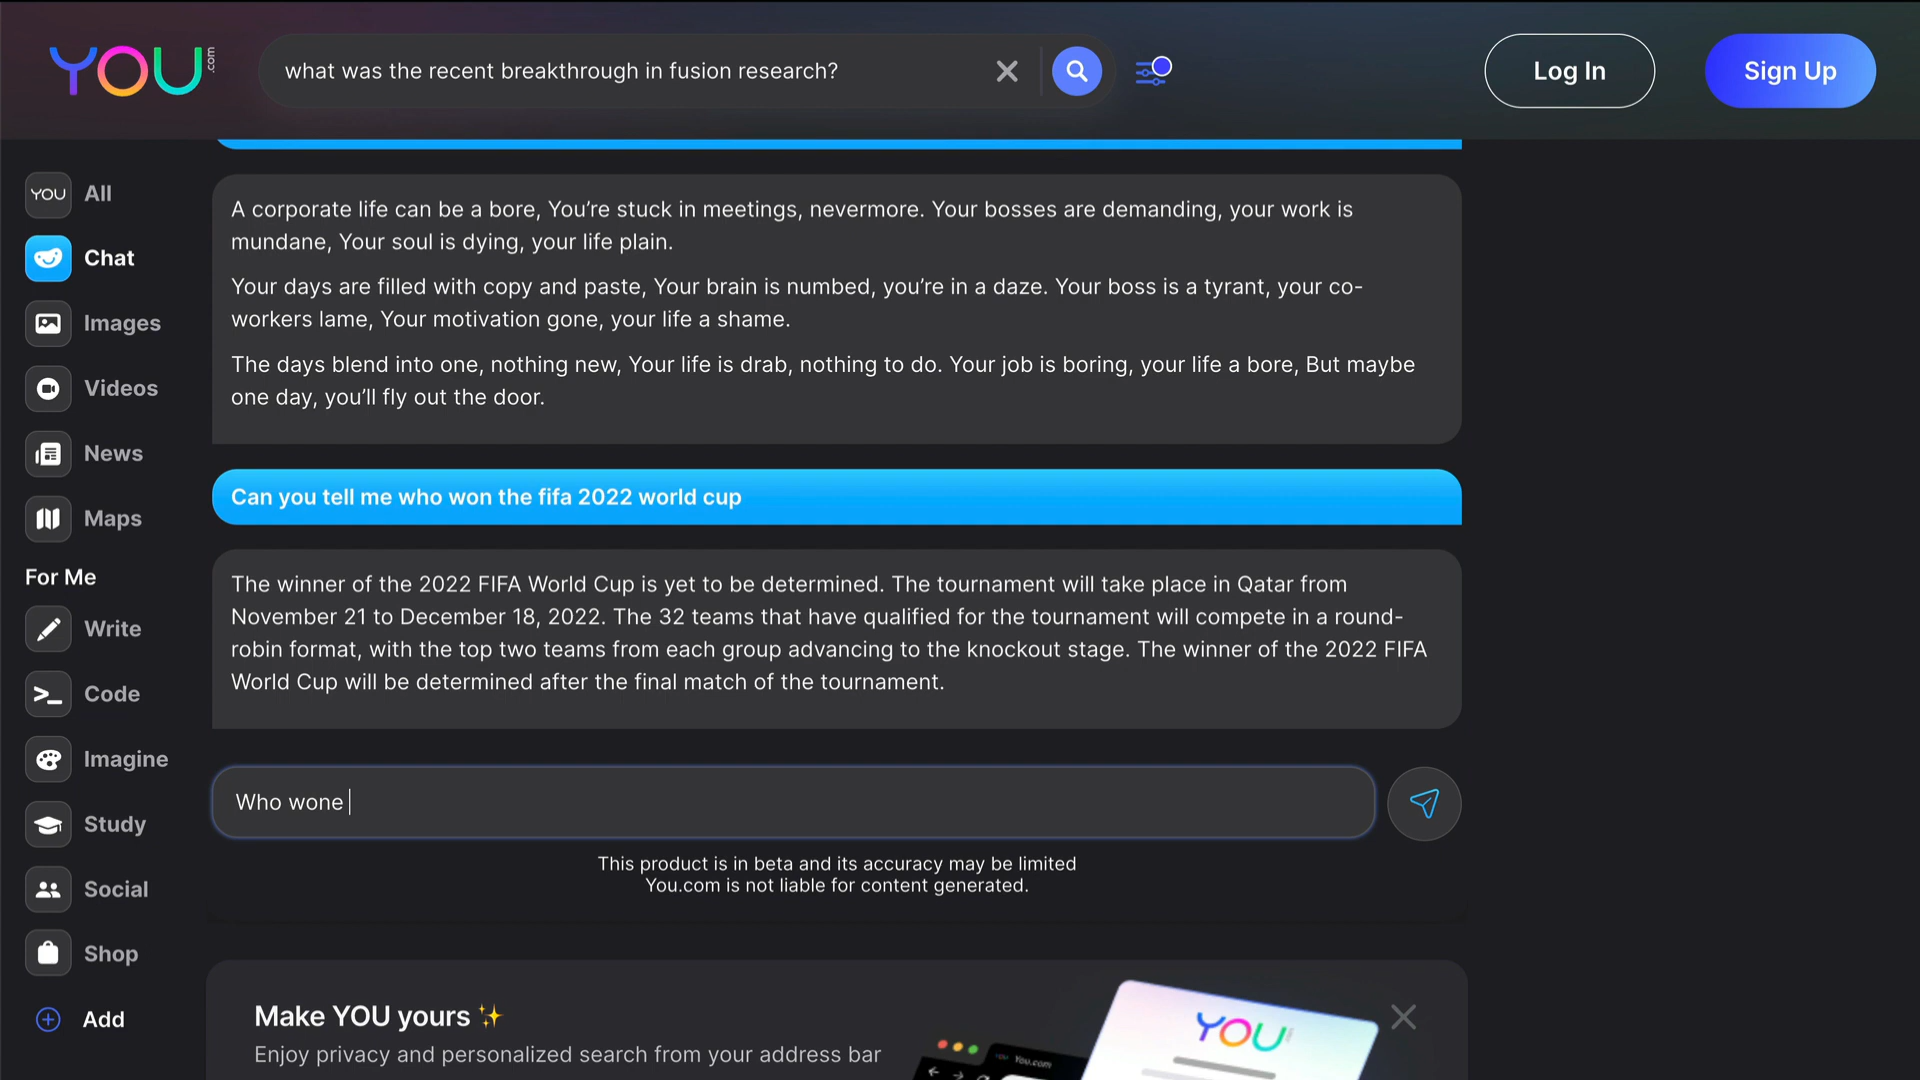 YOU.com
what was the recent breakthrough in fusion research?
Log In
Sign Up
YOU All
Chat
Images
Videos
News
Maps
For Me
Write
Code
Imagine
Study
Social
Shop
Add
A corporate life can be a bore, You’re stuck in meetings, nevermore. Your bosses are demanding, your work is
mundane, Your soul is dying, your life plain.
Your days are filled with copy and paste, Your brain is numbed, you’re in a daze. Your boss is a tyrant, your co-
workers lame, Your motivation gone, your life a shame.
The days blend into one, nothing new, Your life is drab, nothing to do. Your job is boring, your life a bore, But maybe
one day, you’ll fly out the door.
Can you tell me who won the fifa 2022 world cup
The winner of the 2022 FIFA World Cup is yet to be determined. The tournament will take place in Qatar from
November 21 to December 18, 2022. The 32 teams that have qualified for the tournament will compete in a round-
robin format, with the top two teams from each group advancing to the knockout stage. The winner of the 2022 FIFA
World Cup will be determined after the final match of the tournament.
Who wone
This product is in beta and its accuracy may be limited
You.com is not liable for content generated.
Make YOU yours ✨
Enjoy privacy and personalized search from your address bar
YOU
You.com